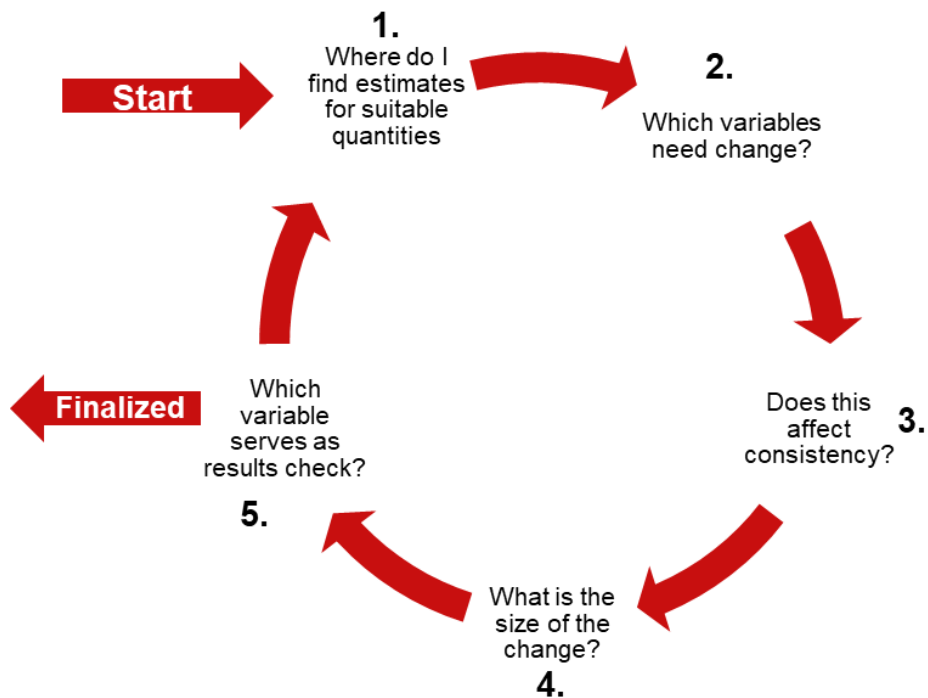 Start
1.
Where do I
find estimates
for suitable
quantities
2.
Which variables
need change?
Does this
affect
consistency?
3.
What is the
size of the
change?
4.
Which
variable
serves as
results check?
5.
Finalized